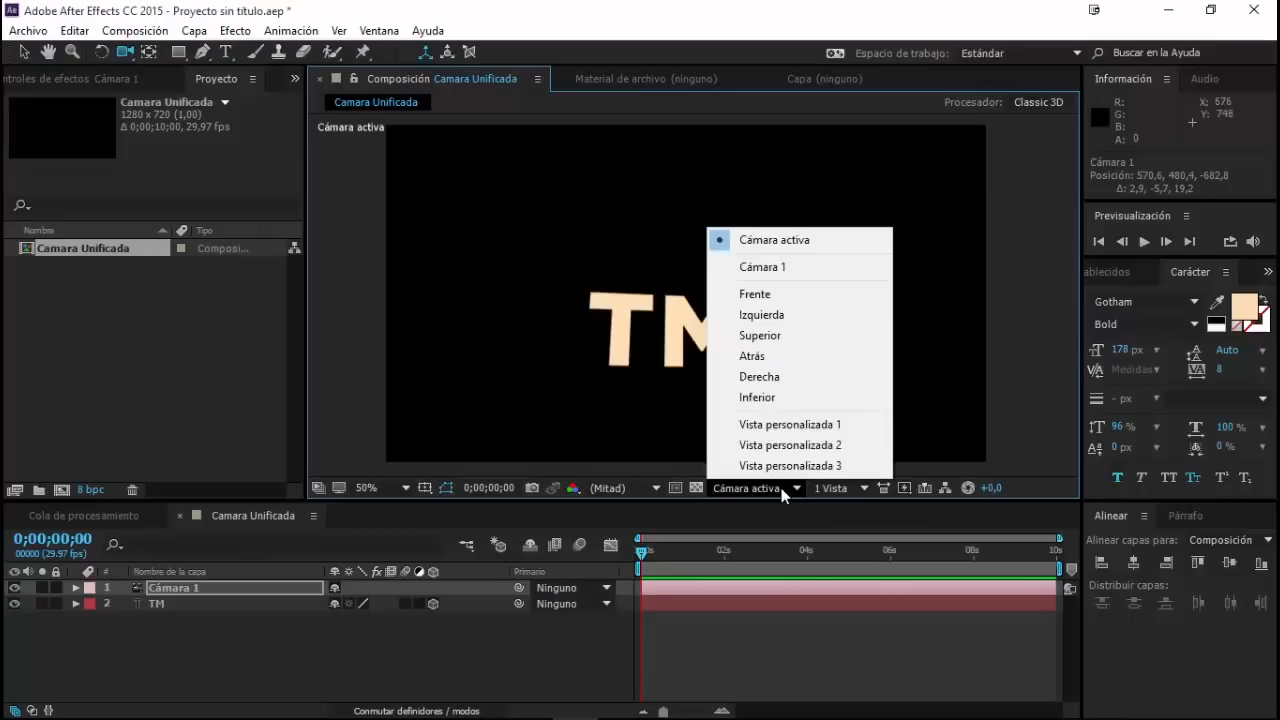 Adobe After Effects CC 2015 - Proyecto sin título.aep *
Archivo Editar Composición Capa Efecto Animación Ver Ventana Ayuda
Espacio de trabajo: Estándar Buscar en la Ayuda
ntroles de efectos Cámara 1 Proyecto
Composición Camara Unificada Material de archivo (ninguno) Capa (ninguno)
Información Audio
Camara Unificada
1280 x 720 (1,00)
Δ 0;00;10;00, 29,97 fps
Camara Unificada Procesador: Classic 3D
Cámara activa
R: X: 676
G: Y: 748
B:
A: 0
Cámara 1
Posición: 570,6, 480,4, -682,8
Δ: 2,9, -5,7, 19,2
Nombre Tipo
Camara Unificada Composi...
TM
Cámara activa
Cámara 1
Frente
Izquierda
Superior
Atrás
Derecha
Inferior
Vista personalizada 1
Vista personalizada 2
Vista personalizada 3
Previsualización
ablecidos Carácter
Gotham
Bold
178 px Auto
Medidas 8
- px
96 % 100 %
0 px 0 %
T T TT Tт T¹ T₁
8 bpc
50% 0;00;00;00 (Mitad) Cámara activa 1 Vista +0,0
Cola de procesamiento Camara Unificada
Alinear Párrafo
0;00;00;00
00000 (29.97 fps)
:00s 02s 04s 06s 08s 10s
Alinear capas para: Composición
# Nombre de la capa fx Primario
1 Cámara 1 Ninguno
2 T TM Ninguno
Distribuir capas:
Conmutar definidores / modos